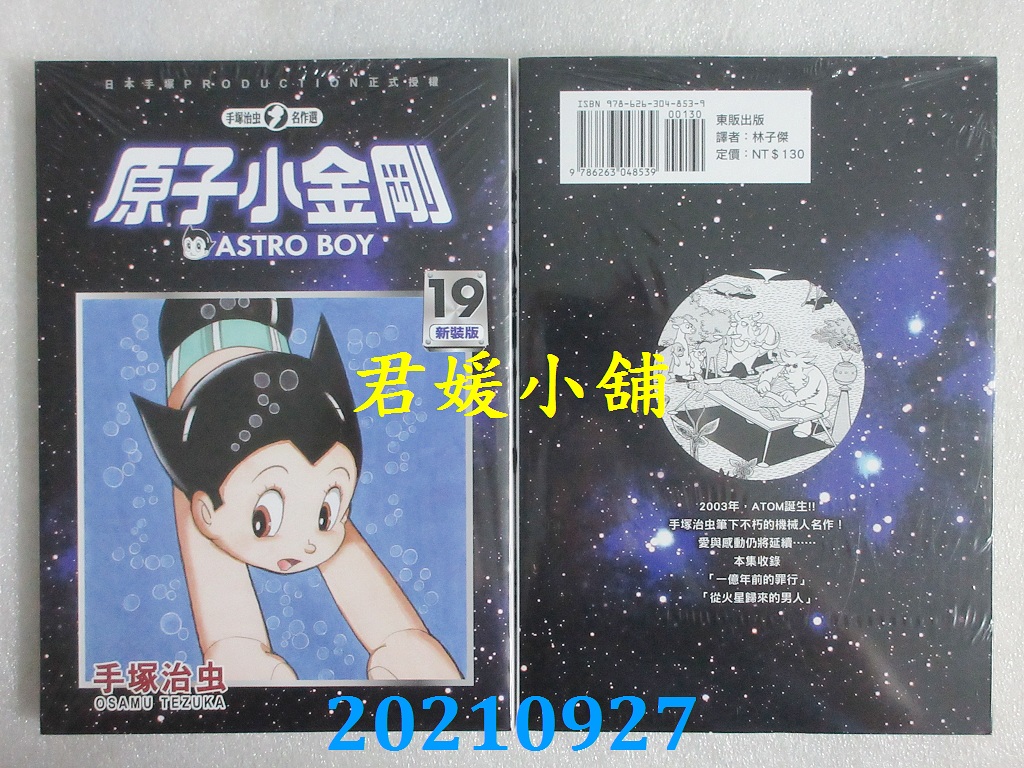 日本手塚PRODUCTION正式授權
手塚治虫 名作選
原子小金剛
ASTRO BOY
19
新裝版
手塚治虫
OSAMU TEZUKA
ISBN 978-626-304-853-9
00130
9 786263 048539
東販出版
譯者：林子傑
定價：NT＄130
2003年，ATOM誕生!!
手塚治虫筆下不朽的機械人名作！
愛與感動仍將延續……
本集收錄
「一億年前的罪行」
「從火星歸來的男人」
君媛小舖
20210927